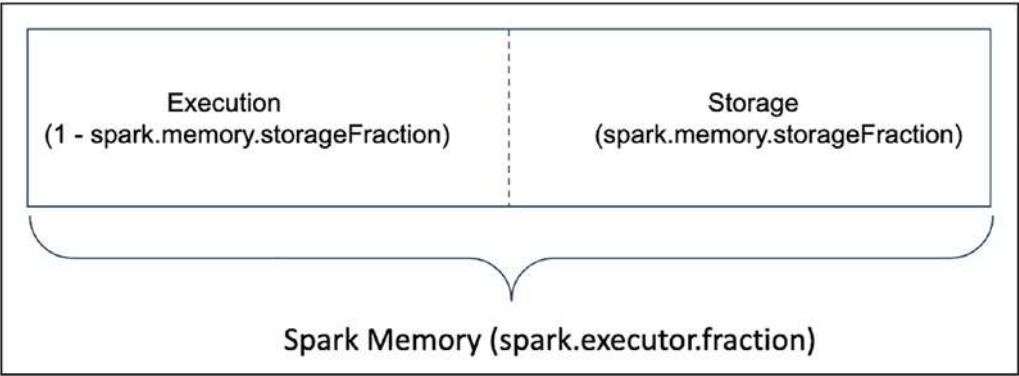 Execution
(1 - spark.memory.storageFraction)
Storage
(spark.memory.storageFraction)
Spark Memory (spark.executor.fraction)